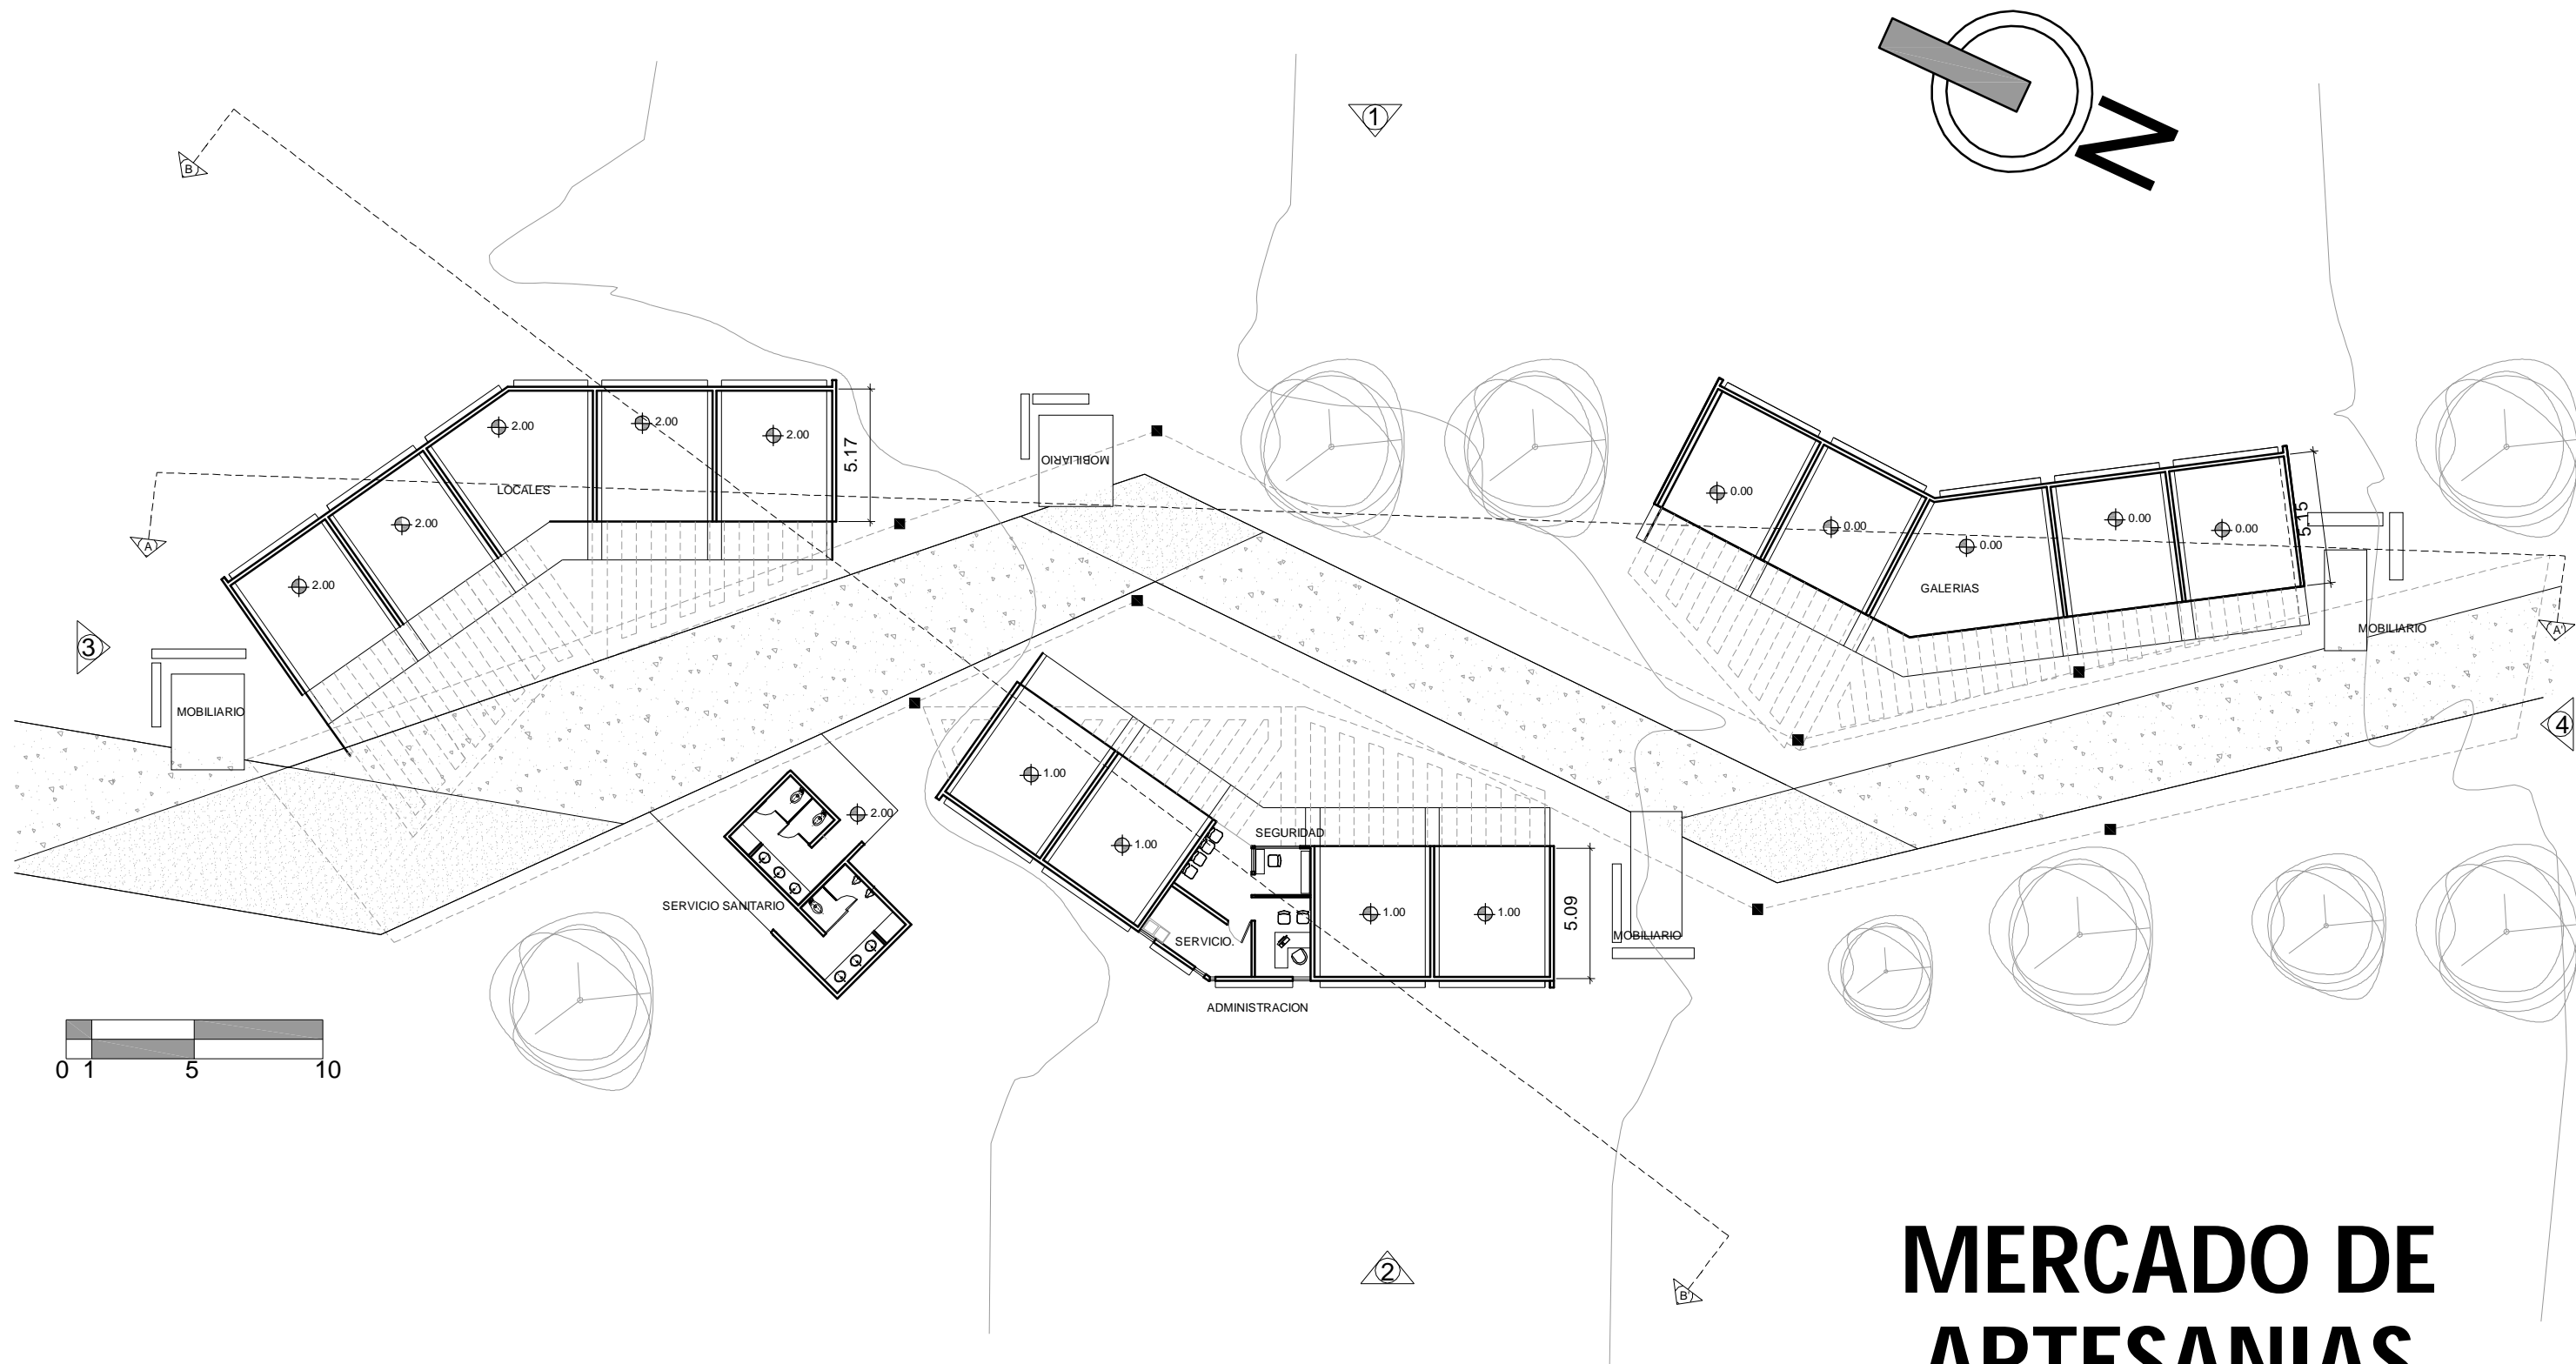 N
1
B
2.00
2.00
2.00
5.17
MOBILIARIO
LOCALES
2.00
2.00
A
0.00
0.00
0.00
0.00
0.00
5.15
GALERIAS
MOBILIARIO
A'
3
MOBILIARIO
4
1.00
1.00
2.00
SEGURIDAD
SERVICIO SANITARIO
SERVICIO.
1.00
1.00
5.09
MOBILIARIO
ADMINISTRACION
0 1 5 10
2
B'
MERCADO DE
ARTESANIAS